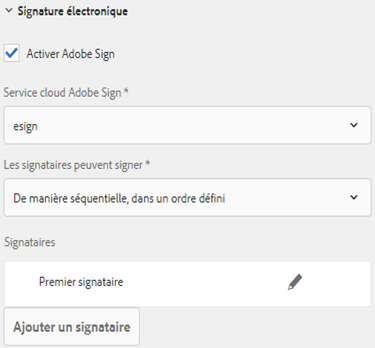 Signature électronique
Activer Adobe Sign
Service cloud Adobe Sign *
esign
Les signataires peuvent signer *
De manière séquentielle, dans un ordre défini
Signataires
Premier signataire
Ajouter un signataire